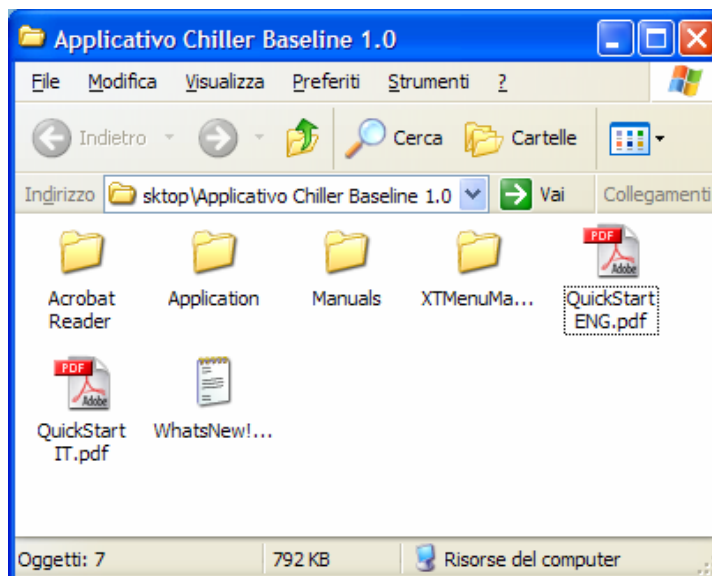 Applicativo Chiller Baseline 1.0
File Modifica Visualizza Preferiti Strumenti ?
Indietro Cerca Cartelle
Indirizzo sktop\Applicativo Chiller Baseline 1.0 Vai Collegamenti
Acrobat Reader
Application
Manuals
XTMenuMa...
PDF
Adobe
QuickStart ENG.pdf
PDF
Adobe
QuickStart IT.pdf
WhatsNew!...
Oggetti: 7 792 KB Risorse del computer